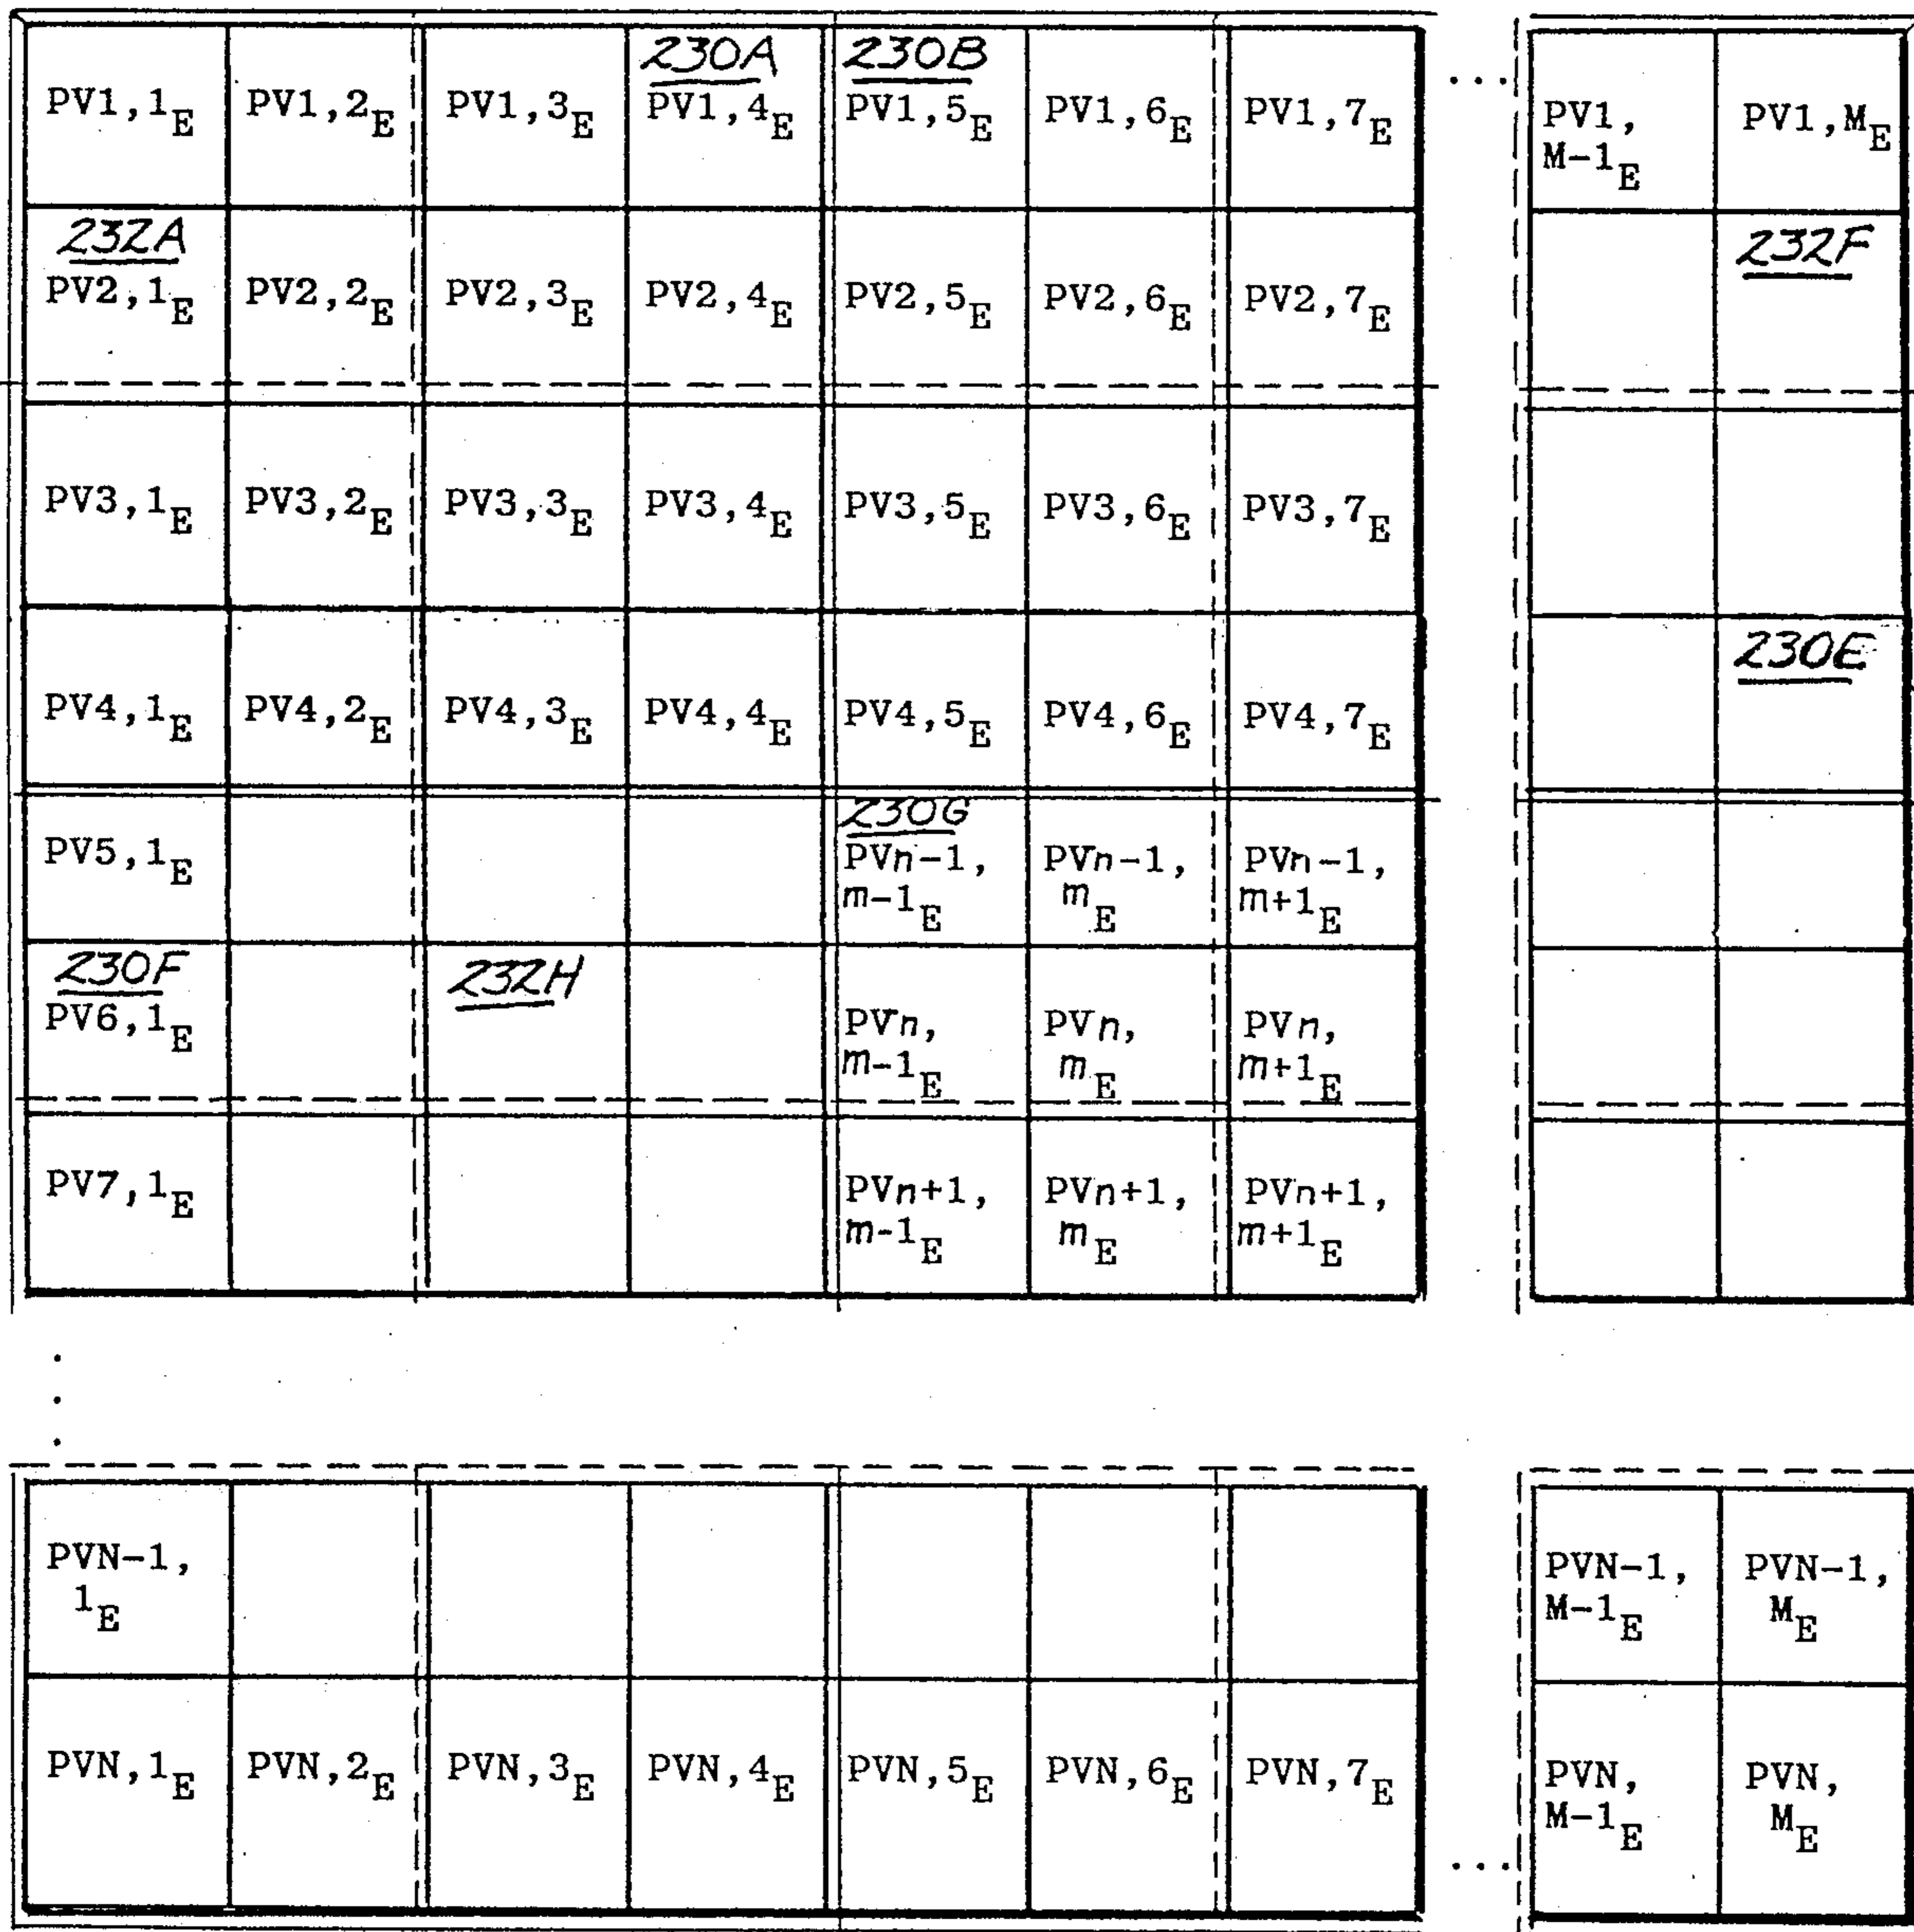 230A 230B
PV1,1E PV1,2E PV1,3E PV1,4E PV1,5E PV1,6E PV1,7E ... PV1, M-1E PV1,ME
232A 232F
PV2,1E PV2,2E PV2,3E PV2,4E PV2,5E PV2,6E PV2,7E
PV3,1E PV3,2E PV3,3E PV3,4E PV3,5E PV3,6E PV3,7E
230E
PV4,1E PV4,2E PV4,3E PV4,4E PV4,5E PV4,6E PV4,7E
230G
PV5,1E PVn-1, m-1E PVn-1, mE PVn-1, m+1E
230F 232H
PV6,1E PVn, m-1E PVn, mE PVn, m+1E
PV7,1E PVn+1, m-1E PVn+1, mE PVn+1, m+1E
PVN-1, 1E PVN-1, M-1E PVN-1, ME
PVN,1E PVN,2E PVN,3E PVN,4E PVN,5E PVN,6E PVN,7E ... PVN, M-1E PVN, ME